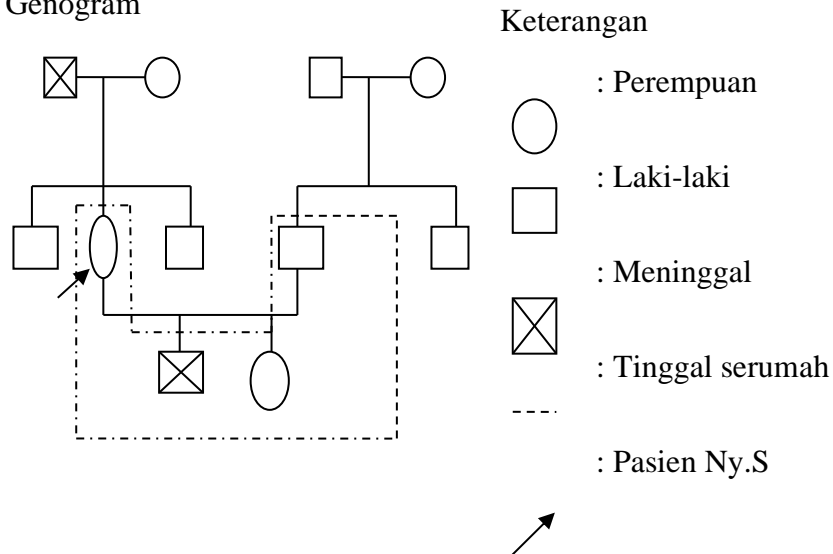 Genogram
Keterangan
: Perempuan
: Laki-laki
: Meninggal
: Tinggal serumah
: Pasien Ny.S